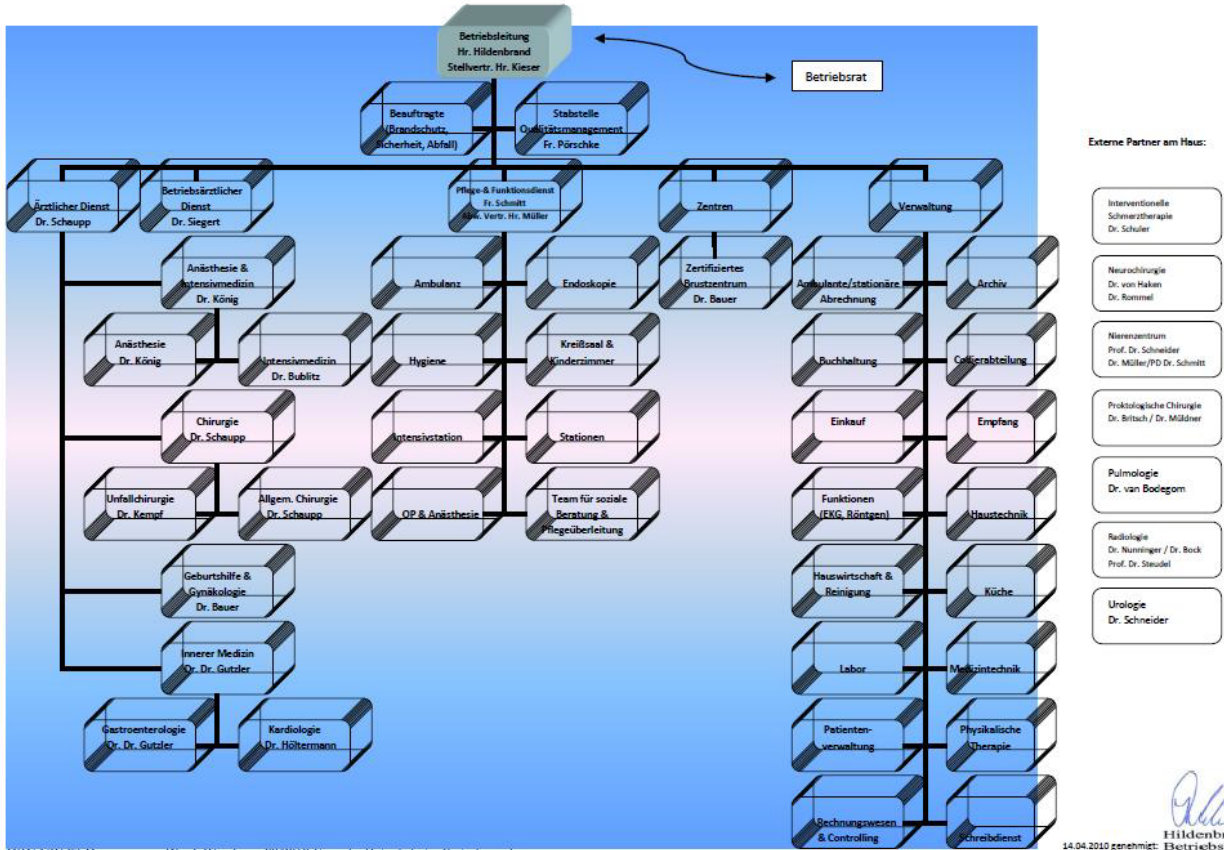 Betriebsleitung
Hr. Hildenbrand
Stellvertr. Hr. Kieser
Betriebsrat
Beauftragte
(Brandschutz,
Sicherheit, Abfall)
Stabstelle
Qualitätsmanagement
Fr. Pörschke
Ärztlicher Dienst
Dr. Schaupp
Betriebsärztlicher
Dienst
Dr. Siegert
Pflege-& Funktionsdienst
Fr. Schmitt
Abw. Vertr. Hr. Müller
Zentren
Verwaltung
Anästhesie &
Intensivmedizin
Dr. König
Anästhesie
Dr. König
Intensivmedizin
Dr. Bublitz
Chirurgie
Dr. Schaupp
Unfallchirurgie
Dr. Kempf
Allgem. Chirurgie
Dr. Schaupp
Geburtshilfe &
Gynäkologie
Dr. Bauer
Innerer Medizin
Dr. Dr. Gutzler
Gastroenterologie
Dr. Dr. Gutzler
Kardiologie
Dr. Höltermann
Ambulanz
Endoskopie
Hygiene
Kreißsaal &
Kinderzimmer
Intensivstation
Stationen
OP & Anästhesie
Team für soziale
Beratung &
Pflegeüberleitung
Zertifiziertes
Brustzentrum
Dr. Bauer
Ambulante/stationäre
Abrechnung
Archiv
Buchhaltung
Codierabteilung
Einkauf
Empfang
Funktionen
(EKG, Röntgen)
Haustechnik
Hauswirtschaft &
Reinigung
Küche
Labor
Medizintechnik
Patienten-
verwaltung
Physikalische
Therapie
Rechnungswesen
& Controlling
Schreibdienst
Externe Partner am Haus:
Interventionelle
Schmerztherapie
Dr. Schuler
Neurochirurgie
Dr. von Haken
Dr. Rommel
Nierenzentrum
Prof. Dr. Schneider
Dr. Müller/PD Dr. Schmitt
Proktologische Chirurgie
Dr. Britsch / Dr. Müldner
Pulmologie
Dr. van Bodegom
Radiologie
Dr. Nunninger / Dr. Bock
Prof. Dr. Steudel
Urologie
Dr. Schneider
Hildenbr
14.04.2010 genehmigt: Betriebs